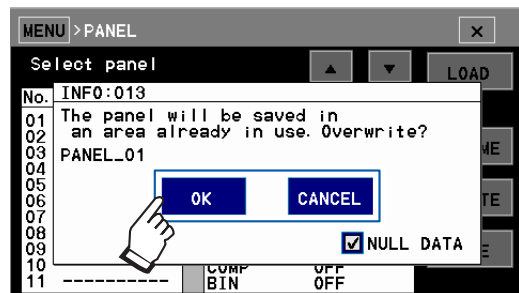 MENU >PANEL ×
Select panel ▲ ▼ LOAD
No. INFO:013
01 The panel will be saved in
02 an area already in use. Overwrite?
03 PANEL_01 ME
04
05
06 OK CANCEL TE
07
08 ✓ NULL DATA
09 E
10 COMP OFF
11 ---------- BIN OFF